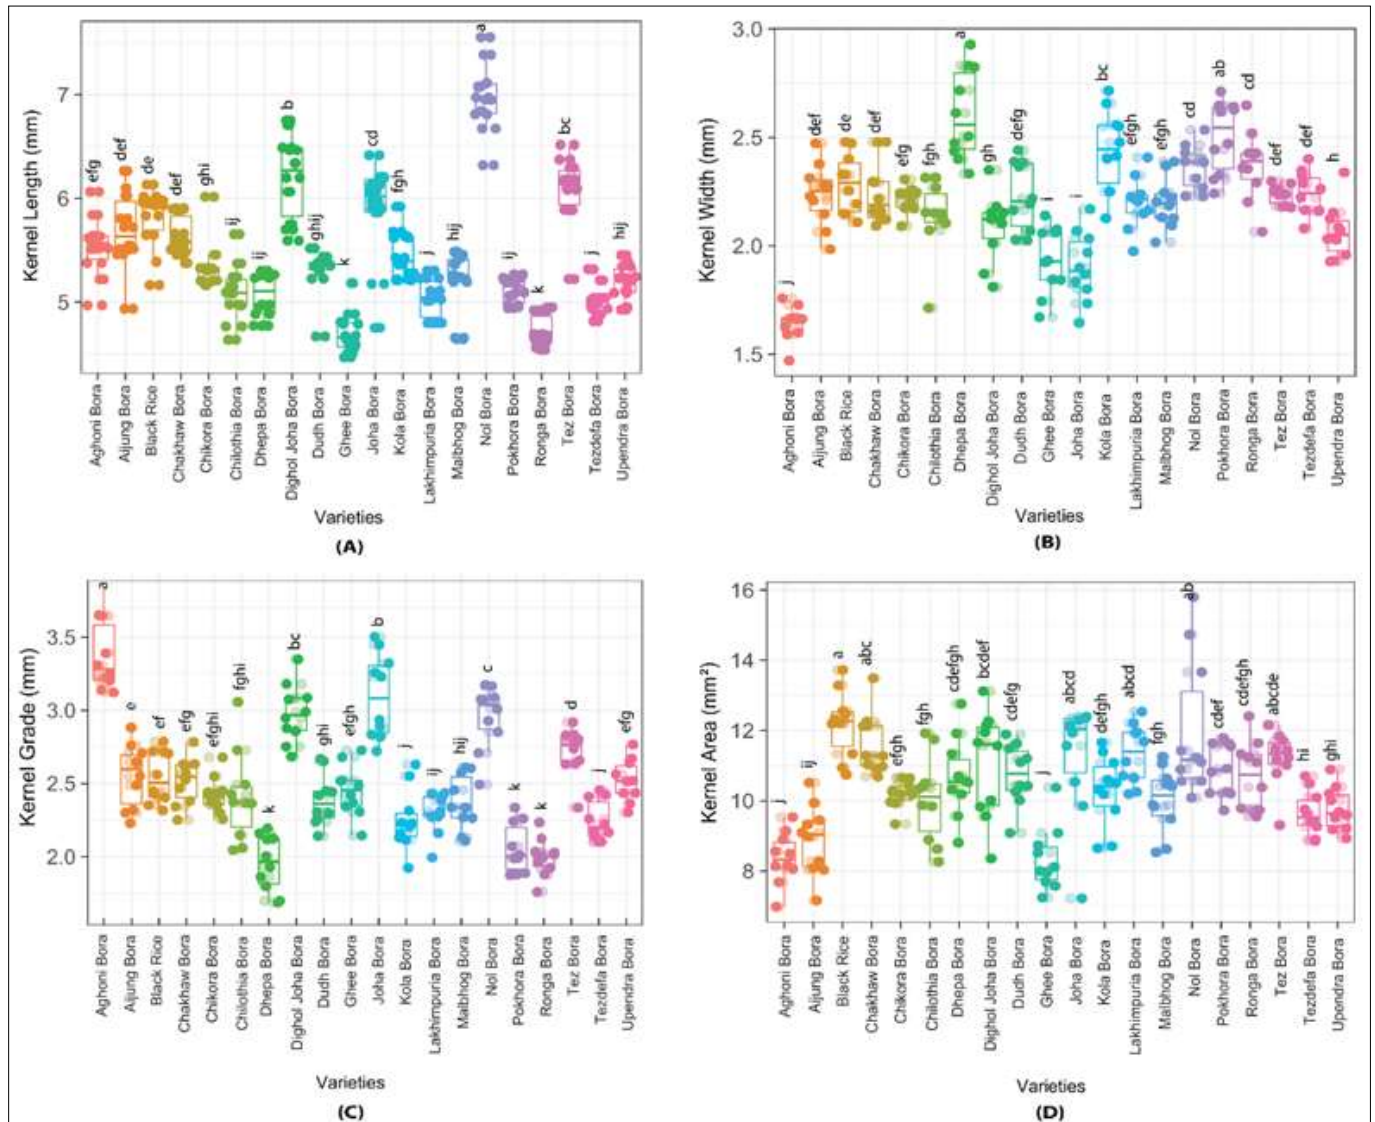 Kernel Length (mm)
7
6
5
efg
def
de
def
ghi
ij
ij
b
ghij
k
cd
fgh
j
hij
a
ij
k
bc
j
hij
Aghoni Bora
Aijung Bora
Black Rice
Chakhaw Bora
Chikora Bora
Chilothia Bora
Dhepa Bora
Dighol Joha Bora
Dudh Bora
Ghee Bora
Joha Bora
Kola Bora
Lakhimpuria Bora
Malbhog Bora
Nol Bora
Pokhora Bora
Ronga Bora
Tez Bora
Tezdefa Bora
Upendra Bora
Varieties
(A)
Kernel Width (mm)
3.0
2.5
2.0
1.5
j
def
de
def
efg
fgh
a
gh
defg
i
i
bc
efgh
efgh
cd
ab
cd
def
def
h
Aghoni Bora
Aijung Bora
Black Rice
Chakhaw Bora
Chikora Bora
Chilothia Bora
Dhepa Bora
Dighol Joha Bora
Dudh Bora
Ghee Bora
Joha Bora
Kola Bora
Lakhimpuria Bora
Malbhog Bora
Nol Bora
Pokhora Bora
Ronga Bora
Tez Bora
Tezdefa Bora
Upendra Bora
Varieties
(B)
Kernel Grade (mm)
3.5
3.0
2.5
2.0
a
e
ef
efg
efghi
fghi
k
bc
ghi
efgh
b
j
ij
hij
c
k
k
d
j
efg
Aghoni Bora
Aijung Bora
Black Rice
Chakhaw Bora
Chikora Bora
Chilothia Bora
Dhepa Bora
Dighol Joha Bora
Dudh Bora
Ghee Bora
Joha Bora
Kola Bora
Lakhimpuria Bora
Malbhog Bora
Nol Bora
Pokhora Bora
Ronga Bora
Tez Bora
Tezdefa Bora
Upendra Bora
Varieties
(C)
Kernel Area (mm²)
16
14
12
10
8
j
ij
a
abc
efgh
fgh
cdefgh
bcdef
cdefg
j
abcd
defgh
abcd
fgh
ab
cdef
cdefgh
abcde
hi
ghi
Aghoni Bora
Aijung Bora
Black Rice
Chakhaw Bora
Chikora Bora
Chilothia Bora
Dhepa Bora
Dighol Joha Bora
Dudh Bora
Ghee Bora
Joha Bora
Kola Bora
Lakhimpuria Bora
Malbhog Bora
Nol Bora
Pokhora Bora
Ronga Bora
Tez Bora
Tezdefa Bora
Upendra Bora
Varieties
(D)